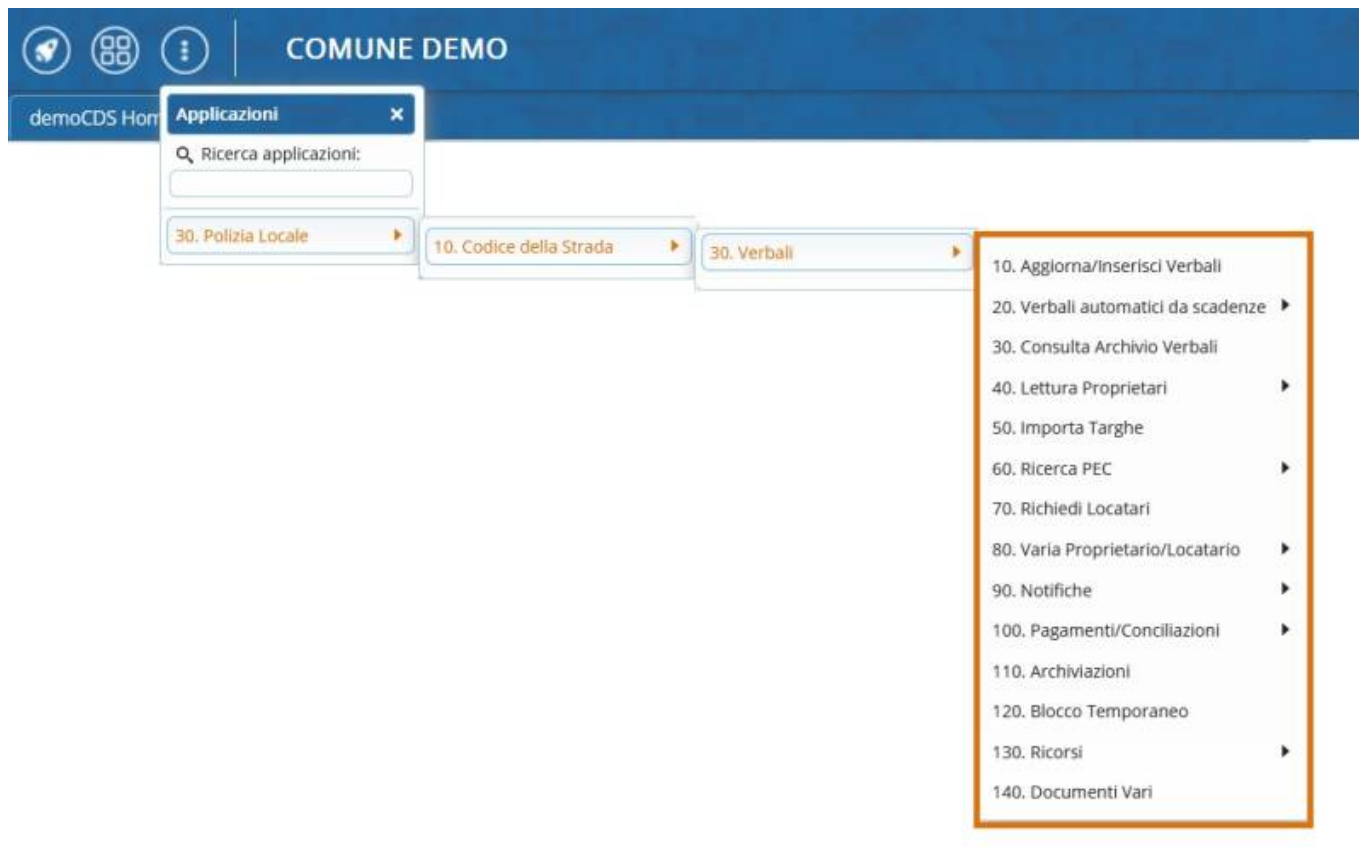 COMUNE DEMO
demoCDS Hom
Applicazioni
Ricerca applicazioni:
30. Polizia Locale
10. Codice della Strada
30. Verbali
10. Aggiorna/Inserisci Verbali
20. Verbali automatici da scadenze
30. Consulta Archivio Verbali
40. Lettura Proprietari
50. Importa Targhe
60. Ricerca PEC
70. Richiedi Locatari
80. Varia Proprietario/Locatario
90. Notifiche
100. Pagamenti/Conciliazioni
110. Archiviazioni
120. Blocco Temporaneo
130. Ricorsi
140. Documenti Vari